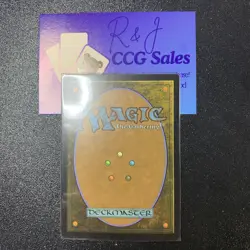 R & J
CCG Sales
MAGIC
The Gathering
DECKMASTER